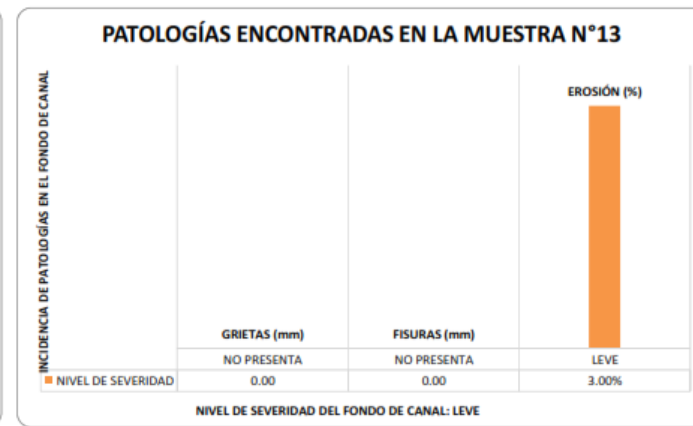 PATOLOGÍAS ENCONTRADAS EN LA MUESTRA N°13
INCIDENCIA DE PATOLOGÍAS EN EL FONDO DE CANAL
EROSIÓN (%)
GRIETAS (mm) FISURAS (mm)
NO PRESENTA NO PRESENTA LEVE
NIVEL DE SEVERIDAD 0.00 0.00 3.00%
NIVEL DE SEVERIDAD DEL FONDO DE CANAL: LEVE